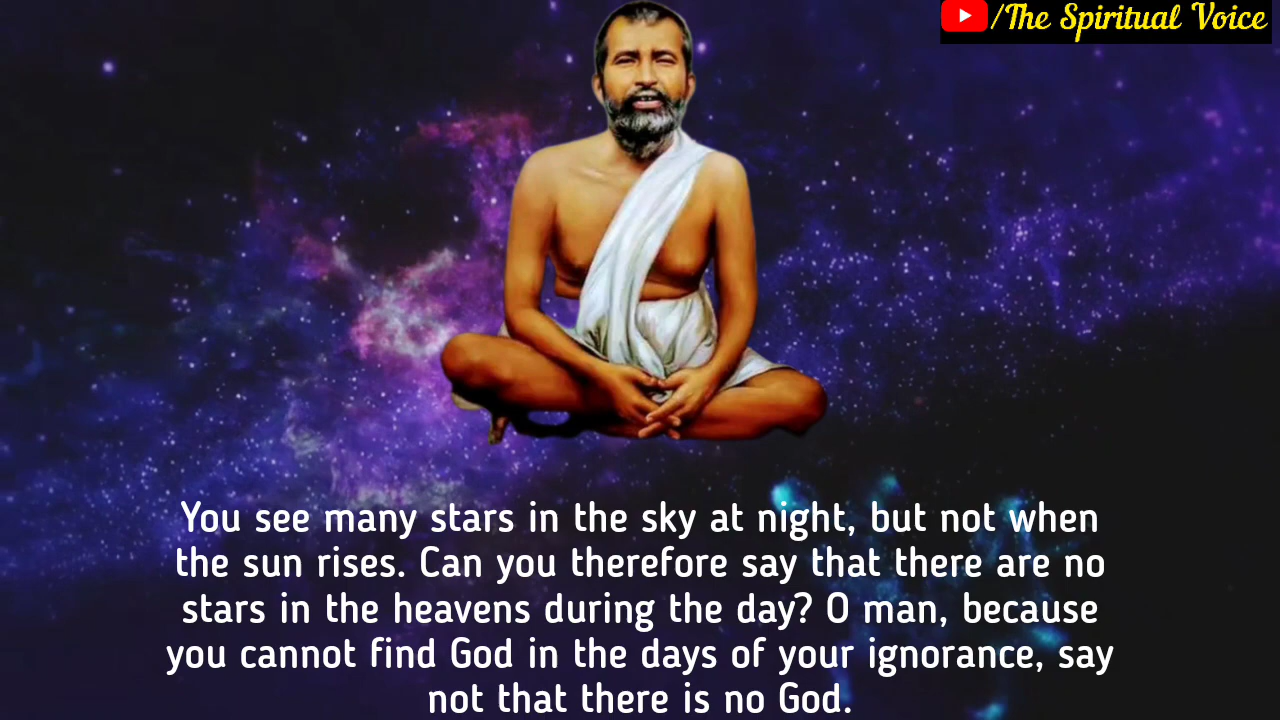 /The Spiritual Voice
You see many stars in the sky at night, but not when
the sun rises. Can you therefore say that there are no
stars in the heavens during the day? O man, because
you cannot find God in the days of your ignorance, say
not that there is no God.